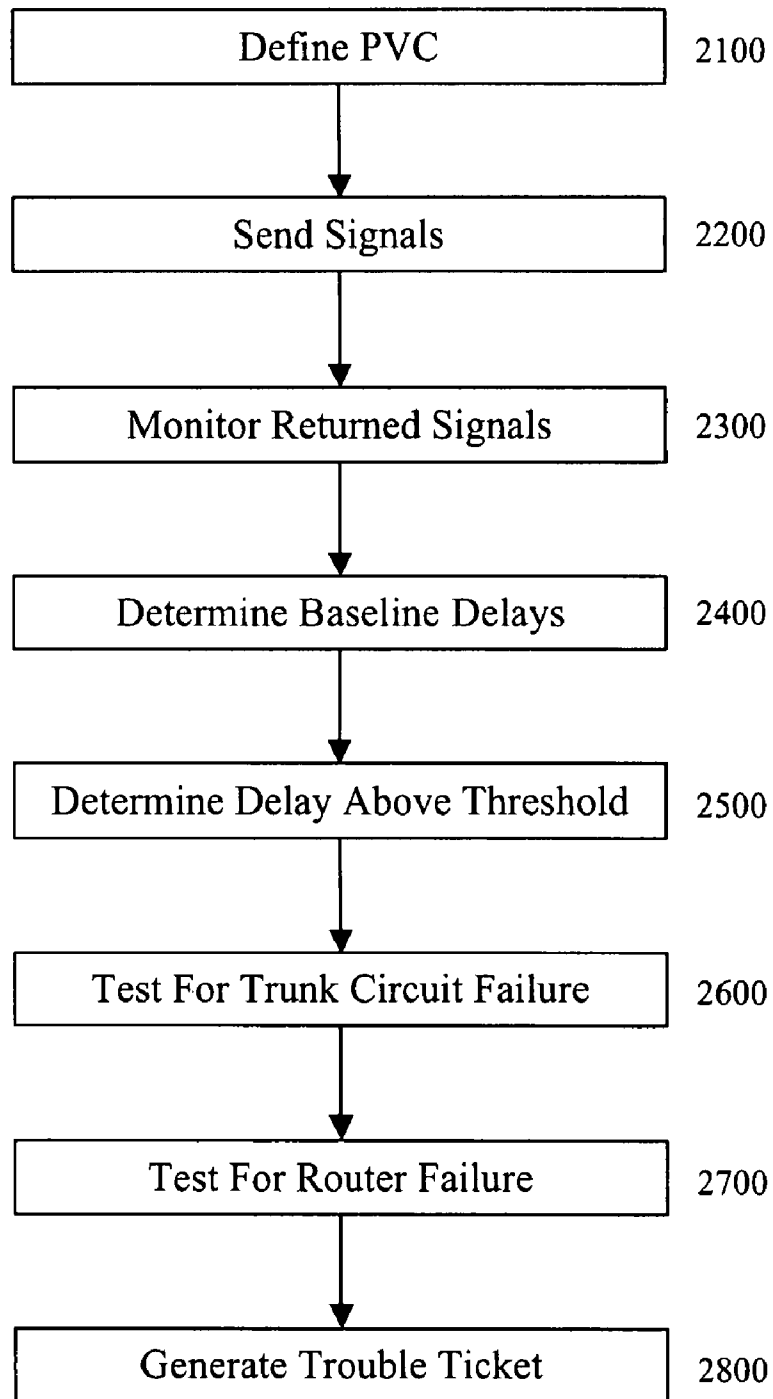 Define PVC 2100
Send Signals 2200
Monitor Returned Signals 2300
Determine Baseline Delays 2400
Determine Delay Above Threshold 2500
Test For Trunk Circuit Failure 2600
Test For Router Failure 2700
Generate Trouble Ticket 2800